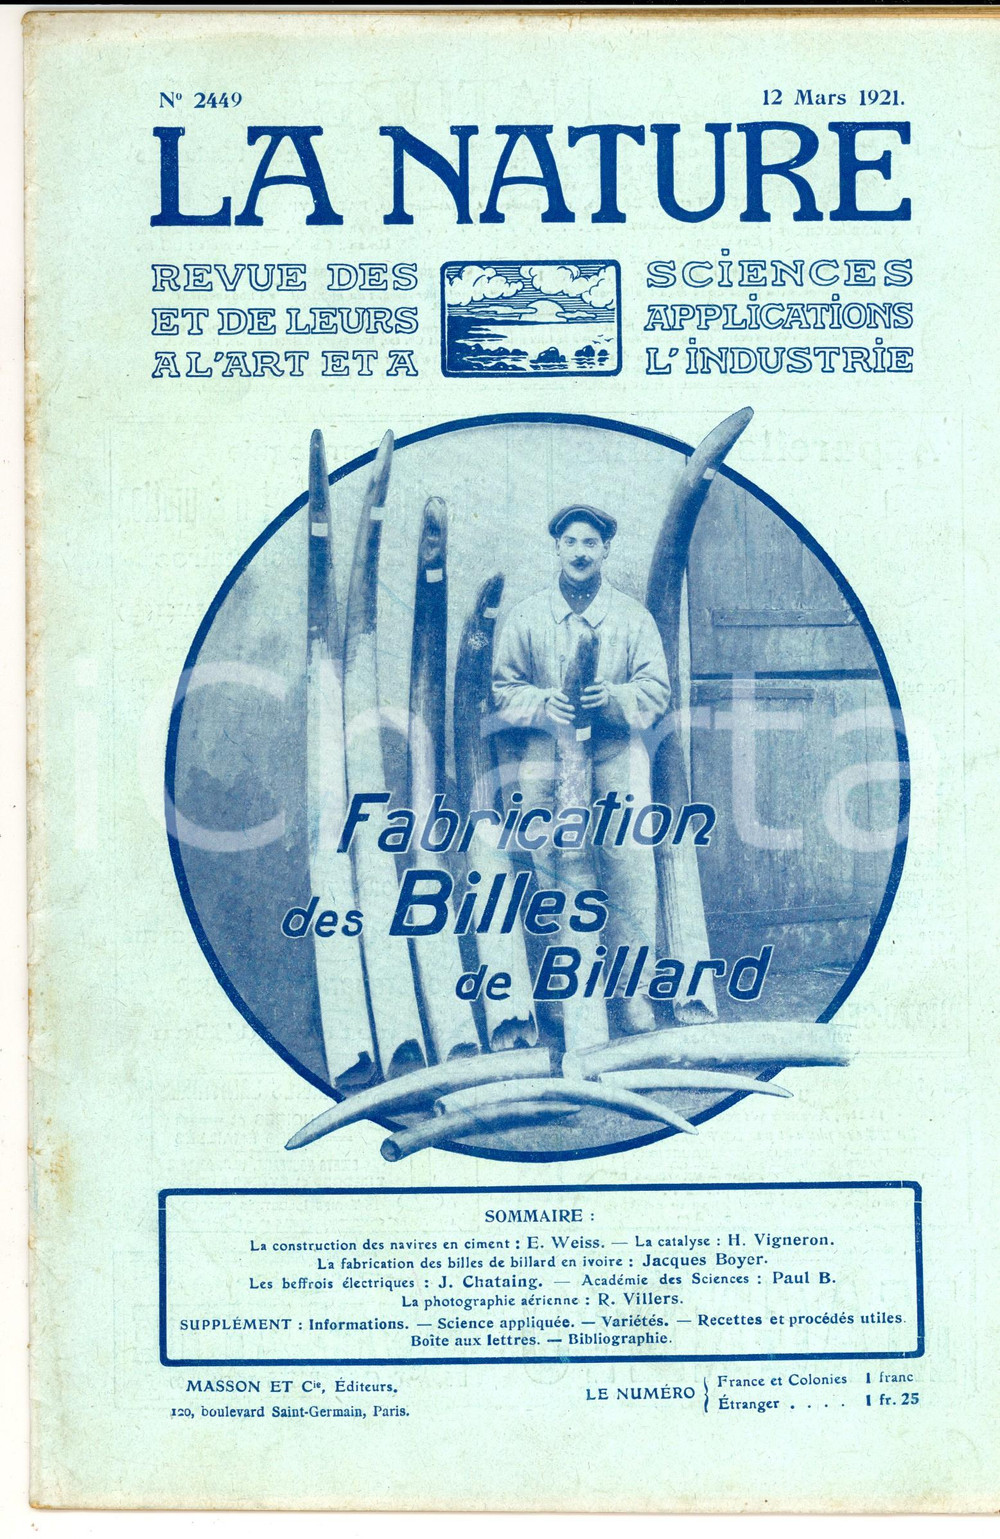 Nº 2449
12 Mars 1921.
LA NATURE
REVUE DES SCIENCES
ET DE LEURS APPLICATIONS
A L'ART ET A L'INDUSTRIE
Fabrication
des Billes
de Billard
iCharta
SOMMAIRE :
La construction des navires en ciment : E. Weiss. — La catalyse : H. Vigneron.
La fabrication des billes de billard en ivoire : Jacques Boyer.
Les beffrois électriques : J. Chataing. — Académie des Sciences : Paul B.
La photographie aérienne : R. Villers.
SUPPLÉMENT : Informations. — Science appliquée. — Variétés. — Recettes et procédés utiles.
Boîte aux lettres. — Bibliographie.
MASSON ET Cie, Éditeurs.
120, boulevard Saint-Germain, Paris.
LE NUMÉRO
France et Colonies 1 franc
Étranger . . . . 1 fr. 25